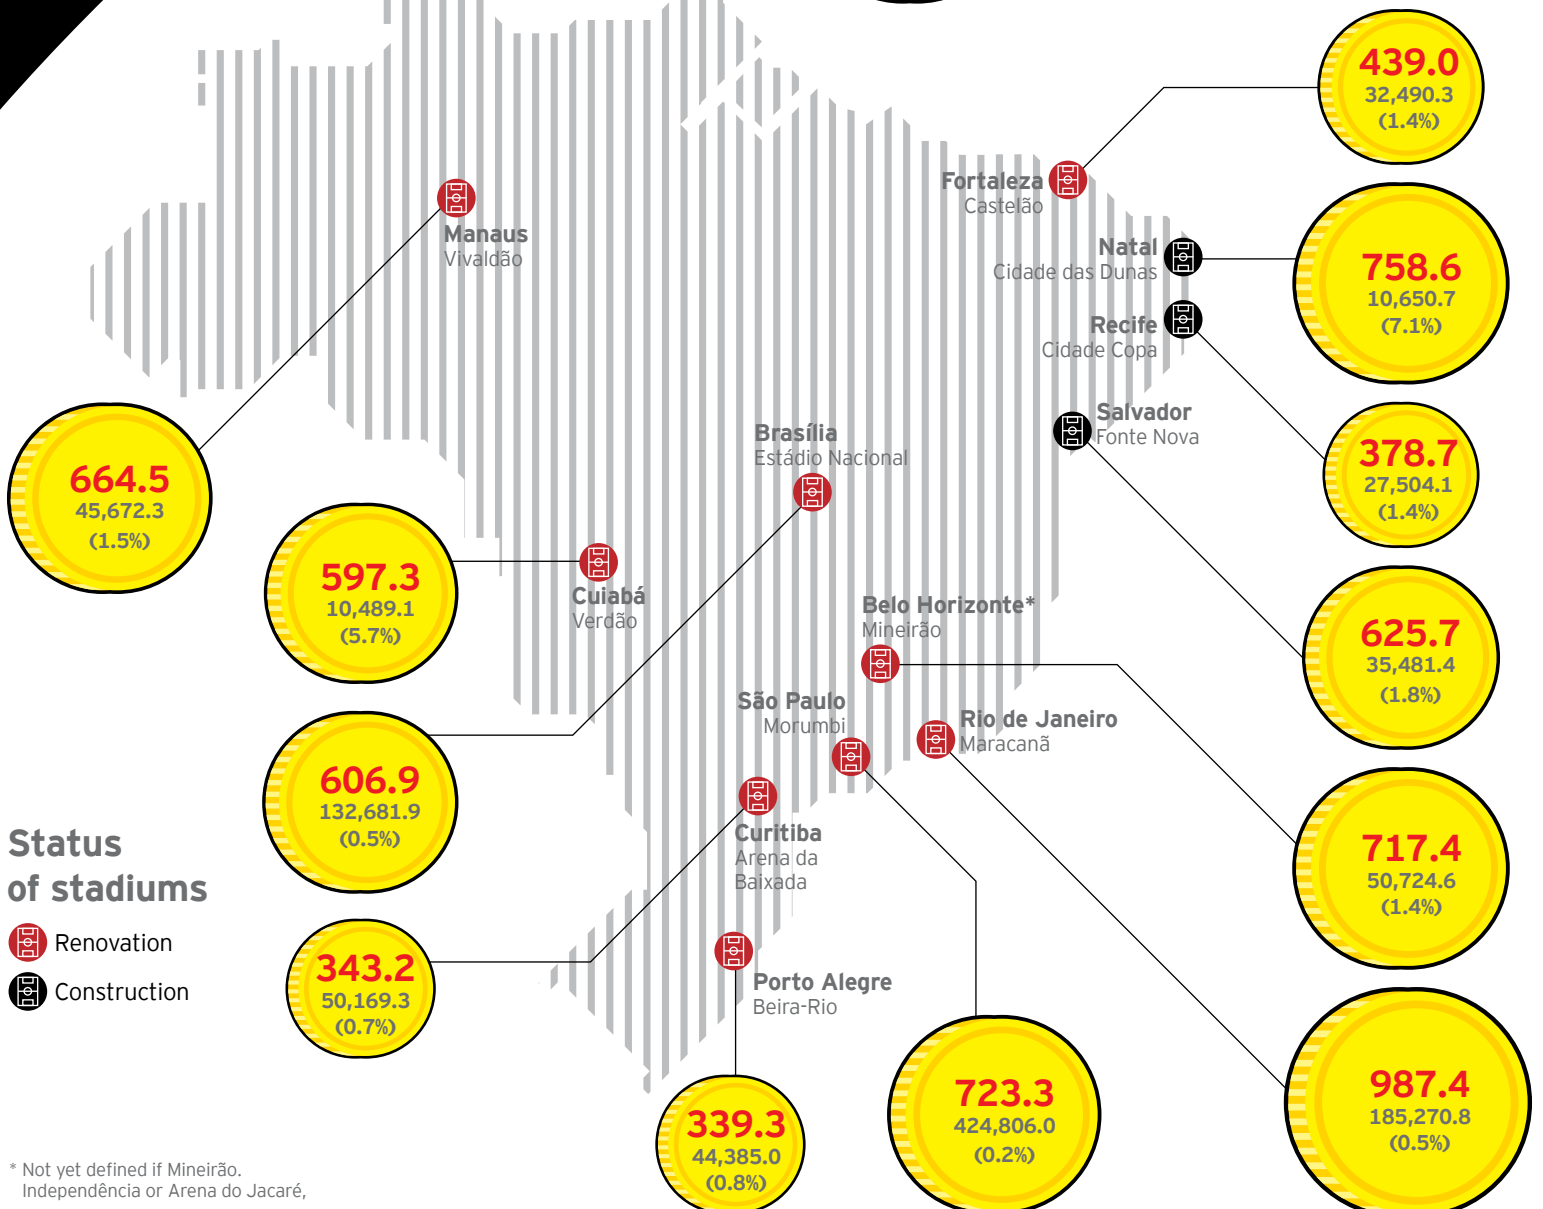 439.0
32,490.3
(1.4%)
Fortaleza
Castelão
Manaus
Vivaldão
Natal
Cidade das Dunas
758.6
10,650.7
(7.1%)
Recife
Cidade Copa
Salvador
Fonte Nova
378.7
27,504.1
(1.4%)
Brasília
Estádio Nacional
664.5
45,672.3
(1.5%)
597.3
10,489.1
(5.7%)
Cuiabá
Verdão
Belo Horizonte*
Mineirão
625.7
35,481.4
(1.8%)
São Paulo
Morumbi
Rio de Janeiro
Maracanã
606.9
132,681.9
(0.5%)
Curitiba
Arena da
Baixada
717.4
50,724.6
(1.4%)
Status
of stadiums
Renovation
Construction
343.2
50,169.3
(0.7%)
Porto Alegre
Beira-Rio
339.3
44,385.0
(0.8%)
723.3
424,806.0
(0.2%)
987.4
185,270.8
(0.5%)
* Not yet defined if Mineirão.
Independência or Arena do Jacaré,